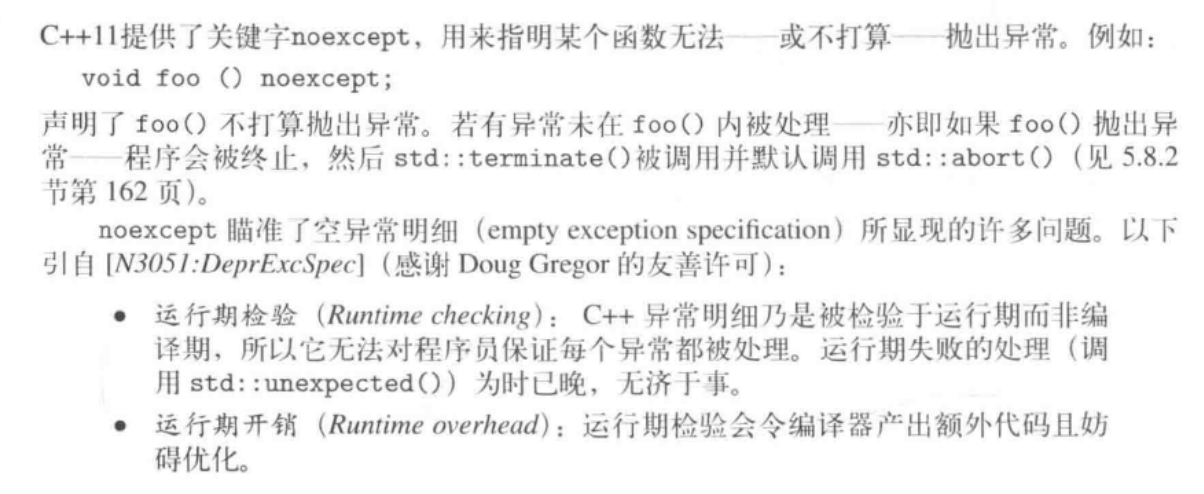 C++11提供了关键字noexcept，用来指明某个函数无法——或不打算——抛出异常。例如：
void foo () noexcept;
声明了 foo() 不打算抛出异常。若有异常未在 foo() 内被处理——亦即如果 foo() 抛出异
常——程序会被终止，然后 std::terminate()被调用并默认调用 std::abort()（见 5.8.2
节第 162 页）。
noexcept 瞄准了空异常明细（empty exception specification）所显现的许多问题。以下
引自 [N3051:DeprExcSpec]（感谢 Doug Gregor 的友善许可）：
• 运行期检验（Runtime checking）： C++ 异常明细乃是被检验于运行期而非编
译期，所以它无法对程序员保证每个异常都被处理。运行期失败的处理（调
用 std::unexpected()）为时已晚，无济于事。
• 运行期开销（Runtime overhead）：运行期检验会令编译器产出额外代码且妨
碍优化。